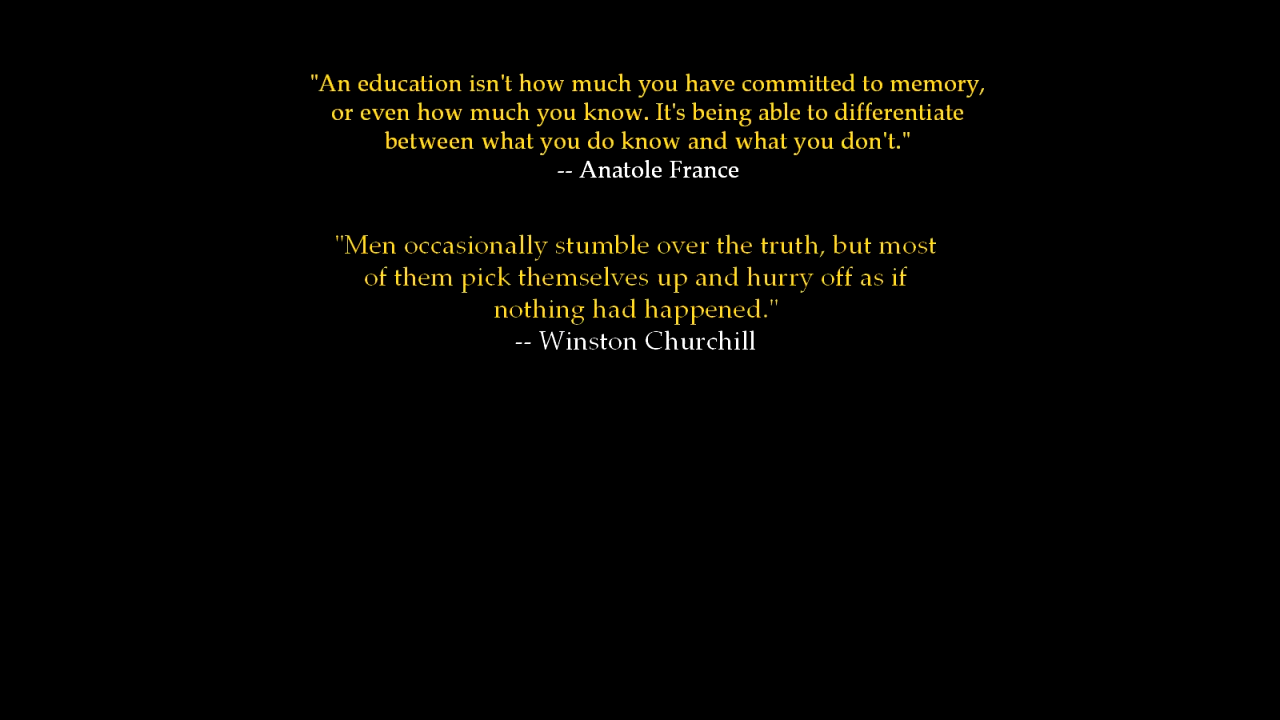 "An education isn't how much you have committed to memory,
or even how much you know. It's being able to differentiate
between what you do know and what you don't."
-- Anatole France
"Men occasionally stumble over the truth, but most
of them pick themselves up and hurry off as if
nothing had happened."
-- Winston Churchill